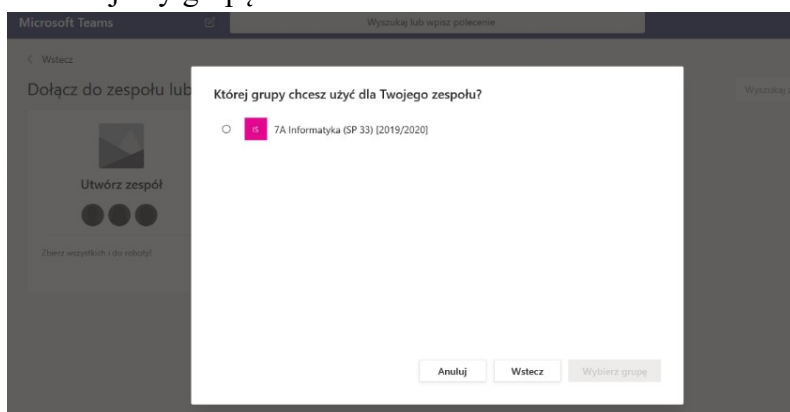 Microsoft Teams
Wyszukaj lub wpisz polecenie
Wstecz
Dołącz do zespołu lub
Wyszukaj
Której grupy chcesz użyć dla Twojego zespołu?
IS 7A Informatyka (SP 33) [2019/2020]
Utwórz zespół
Zbierz wszystkich i do roboty!
Anuluj Wstecz Wybierz grupę